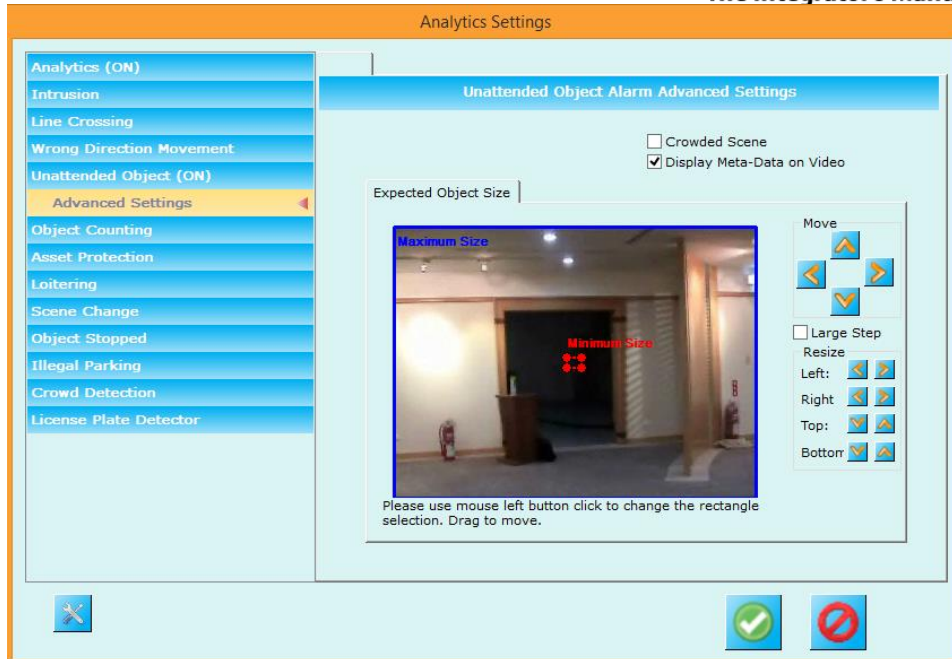 Analytics Settings
Analytics (ON)
Intrusion
Line Crossing
Wrong Direction Movement
Unattended Object (ON)
Advanced Settings
Object Counting
Asset Protection
Loitering
Scene Change
Object Stopped
Illegal Parking
Crowd Detection
License Plate Detector
Unattended Object Alarm Advanced Settings
Crowded Scene
Display Meta-Data on Video
Expected Object Size
Maximum Size
Minimum Size
Please use mouse left button click to change the rectangle
selection. Drag to move.
Move
Large Step
Resize
Left:
Right
Top:
Bottom